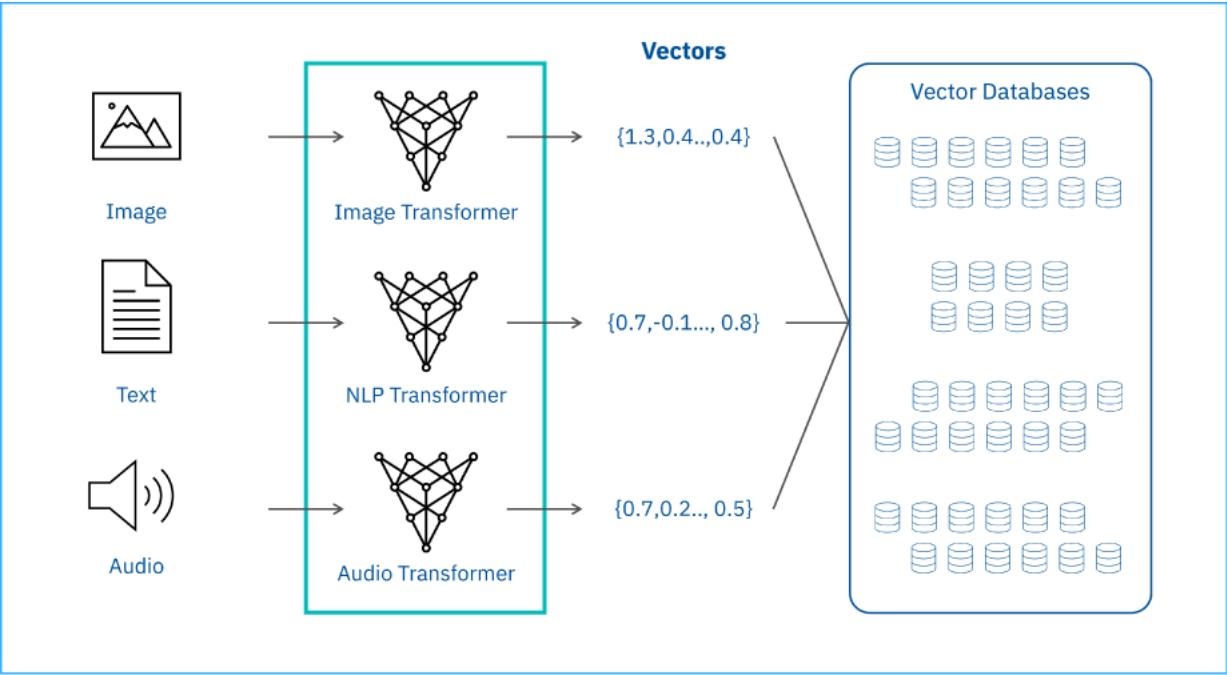 Vectors
Vector Databases
{1.3,0.4..,0.4}
Image
Image Transformer
{0.7,-0.1..., 0.8}
Text
NLP Transformer
{0.7,0.2.., 0.5}
Audio
Audio Transformer